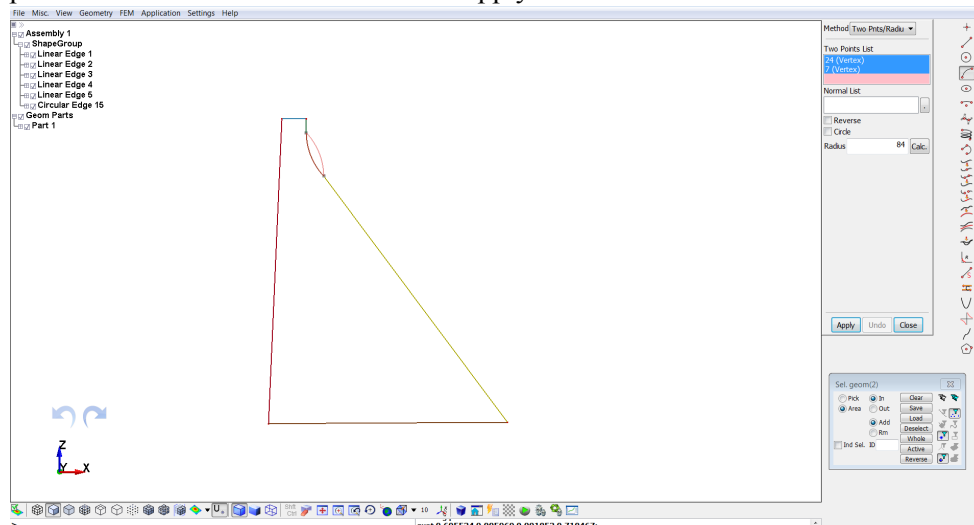 File Misc. View Geometry FEM Application Settings Help
Assembly 1
ShapeGroup
Linear Edge 1
Linear Edge 2
Linear Edge 3
Linear Edge 4
Linear Edge 5
Circular Edge 15
Geom Parts
Part 1
Method Two Pnts/Radiu
Two Points List
24 (Vertex)
7 (Vertex)
Normal List
Reverse
Circle
Radius 84 Calc.
Apply Undo Close
Sel. geom(2)
Pick In Clear
Area Out Save
Load
Add
Deselect
Rm
Whole
Ind Sel. ID
Active
Reverse
Z
Y X
U
Shft
Ctrl
10